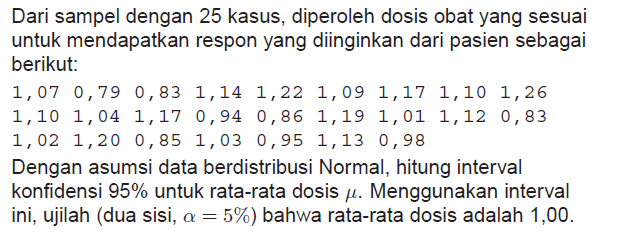 Dari sampel dengan 25 kasus, diperoleh dosis obat yang sesuai
untuk mendapatkan respon yang diinginkan dari pasien sebagai
berikut:
1,07 0,79 0,83 1,14 1,22 1,09 1,17 1,10 1,26
1,10 1,04 1,17 0,94 0,86 1,19 1,01 1,12 0,83
1,02 1,20 0,85 1,03 0,95 1,13 0,98
Dengan asumsi data berdistribusi Normal, hitung interval
konfidensi 95% untuk rata-rata dosis μ. Menggunakan interval
ini, ujilah (dua sisi, α = 5%) bahwa rata-rata dosis adalah 1,00.